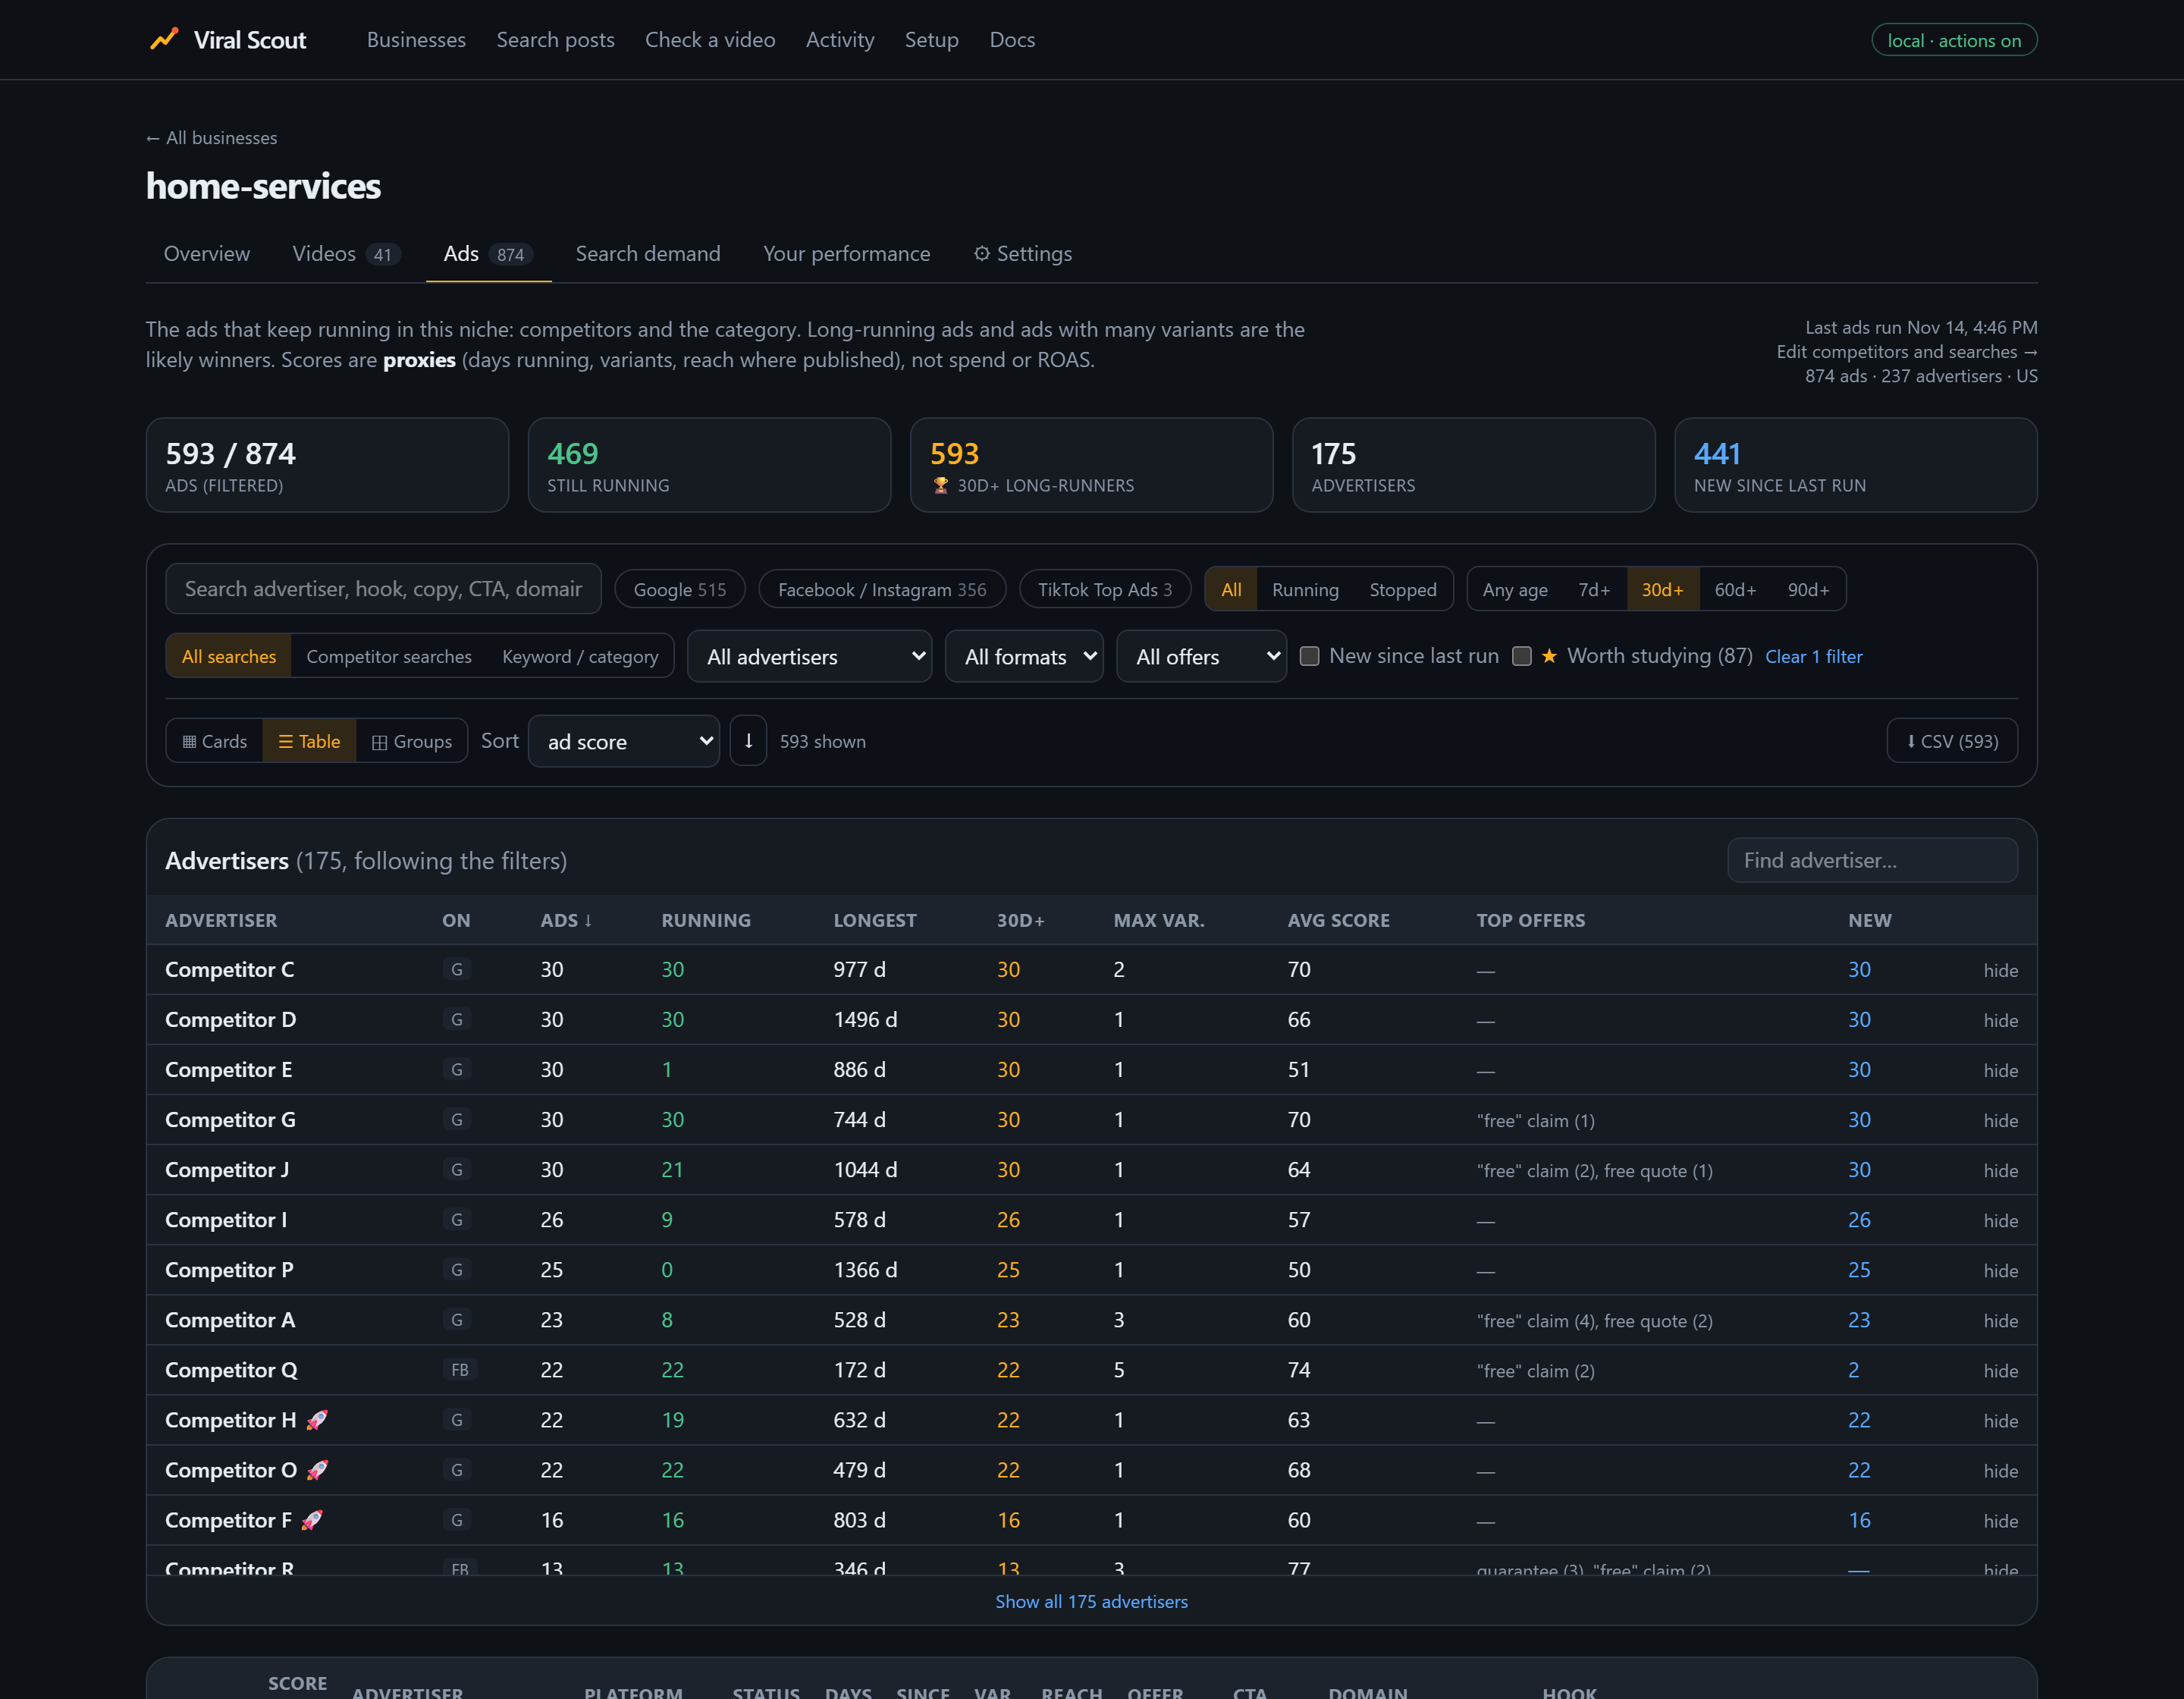 Viral Scout Businesses Search posts Check a video Activity Setup Docs local · actions on
← All businesses
home-services
Overview Videos 41 Ads 874 Search demand Your performance ⚙ Settings
The ads that keep running in this niche: competitors and the category. Long-running ads and ads with many variants are the
likely winners. Scores are proxies (days running, variants, reach where published), not spend or ROAS.
Last ads run Nov 14, 4:46 PM
Edit competitors and searches →
874 ads · 237 advertisers · US
593 / 874
ADS (FILTERED)
469
STILL RUNNING
593
🏆 30D+ LONG-RUNNERS
175
ADVERTISERS
441
NEW SINCE LAST RUN
Search advertiser, hook, copy, CTA, domain Google 515 Facebook / Instagram 356 TikTok Top Ads 3 All Running Stopped Any age 7d+ 30d+ 60d+ 90d+
All searches Competitor searches Keyword / category All advertisers All formats All offers New since last run ★ Worth studying (87) Clear 1 filter
▦ Cards ☰ Table ◫ Groups Sort ad score ↓ 593 shown ⬇ CSV (593)
Advertisers (175, following the filters) Find advertiser...
ADVERTISER ON ADS ↓ RUNNING LONGEST 30D+ MAX VAR. AVG SCORE TOP OFFERS NEW
Competitor C G 30 30 977 d 30 2 70 — 30 hide
Competitor D G 30 30 1496 d 30 1 66 — 30 hide
Competitor E G 30 1 886 d 30 1 51 — 30 hide
Competitor G G 30 30 744 d 30 1 70 "free" claim (1) 30 hide
Competitor J G 30 21 1044 d 30 1 64 "free" claim (2), free quote (1) 30 hide
Competitor I G 26 9 578 d 26 1 57 — 26 hide
Competitor P G 25 0 1366 d 25 1 50 — 25 hide
Competitor A G 23 8 528 d 23 3 60 "free" claim (4), free quote (2) 23 hide
Competitor Q FB 22 22 172 d 22 5 74 "free" claim (2) 2 hide
Competitor H 🚀 G 22 19 632 d 22 1 63 — 22 hide
Competitor O 🚀 G 22 22 479 d 22 1 68 — 22 hide
Competitor F 🚀 G 16 16 803 d 16 1 60 — 16 hide
Competitor R FB 13 13 346 d 13 3 77 guarantee (3), "free" claim (2) — hide
Show all 175 advertisers
SCORE
ADVERTISER PLATFORM STATUS DAYS SINCE VAR REACH OFFER CTA DOMAIN HOOK